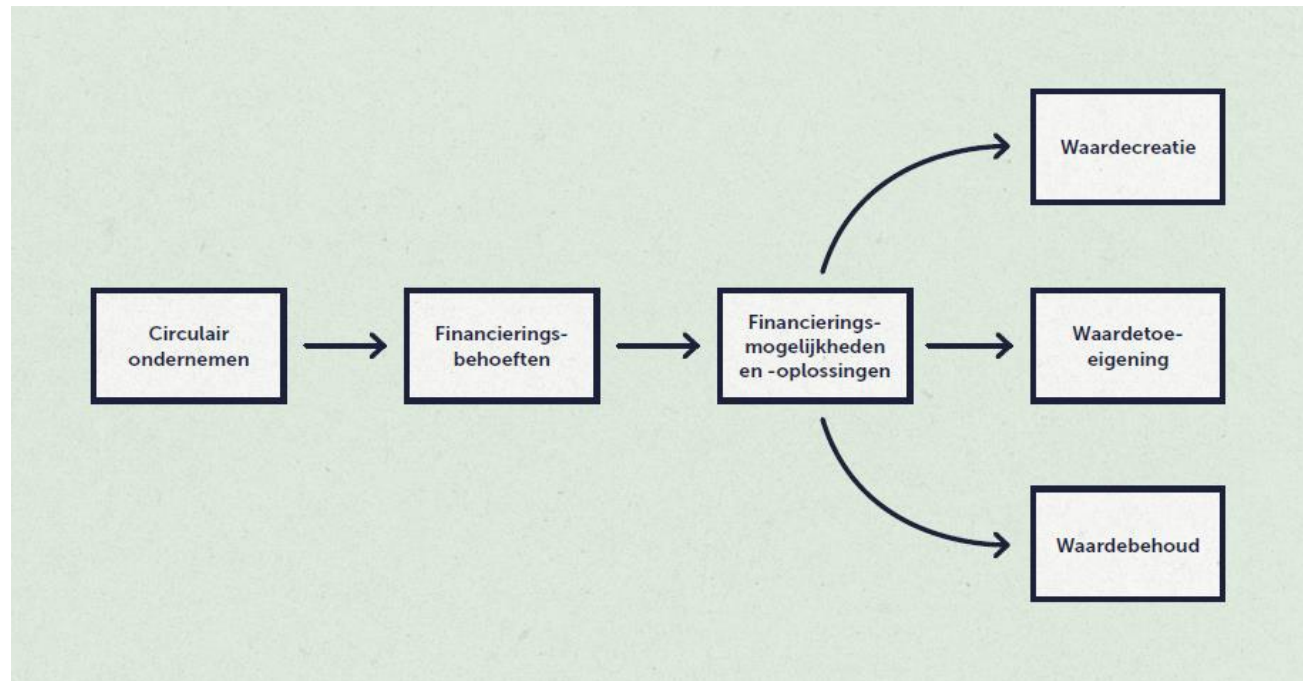 Waardecreatie
Circulair
ondernemen
Financierings-
behoeften
Financierings-
mogelijkheden
en -oplossingen
Waardetoe-
eigening
Waardebehoud